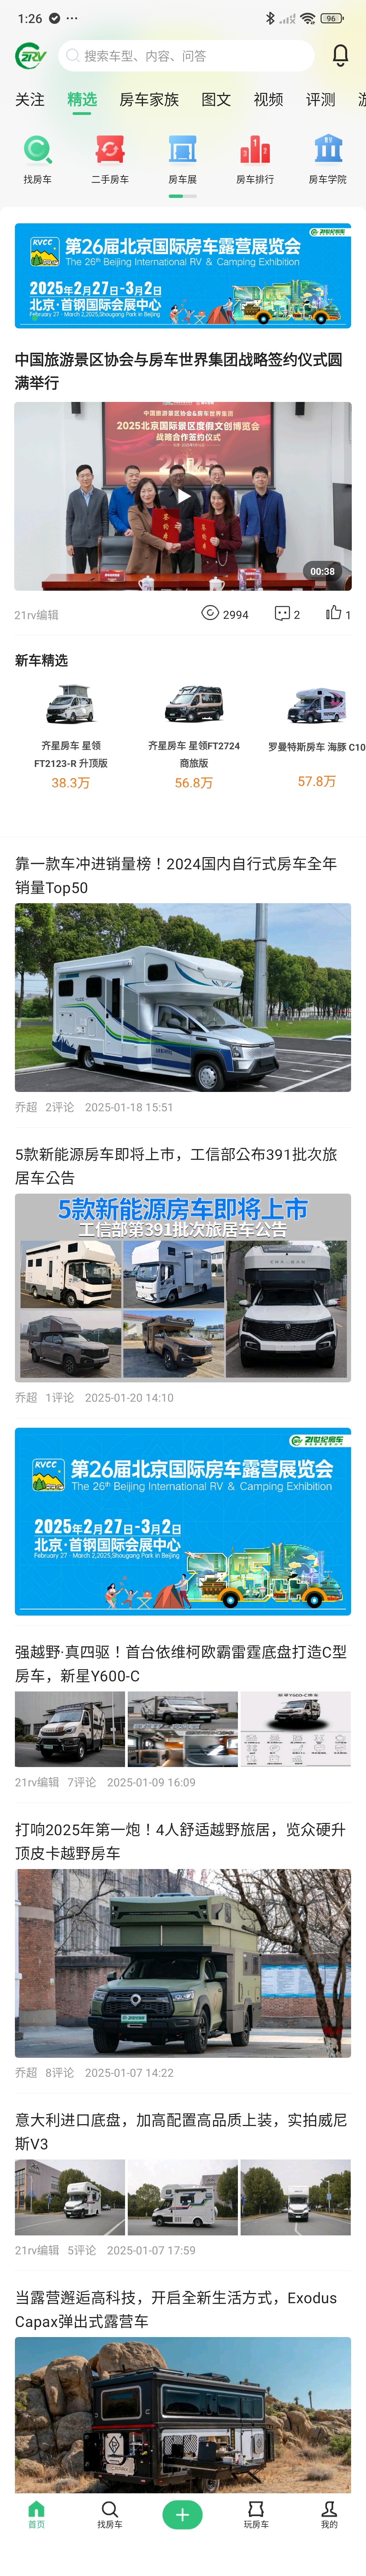 1:26
96
21RV
搜索车型、内容、问答
关注 精选 房车家族 图文 视频 评测
找房车 二手房车 房车展 房车排行 房车学院
21世纪房车
KVCC
第26届北京国际房车露营展览会
The 26th Beijing International RV & Camping Exhibition
2025年2月27日-3月2日
北京·首钢国际会展中心
February 27 - March 2,2025,Shougang Park in Beijing
中国旅游景区协会与房车世界集团战略签约仪式圆
满举行
中国旅游景区协会&房车世界集团
2025北京国际景区度假文创博览会
战略合作签约仪式
00:38
21rv编辑 2994 2 1
新车精选
齐星房车 星领
FT2123-R 升顶版
38.3万
齐星房车 星领FT2724
商旅版
56.8万
罗曼特斯房车 海豚 C10
57.8万
靠一款车冲进销量榜！2024国内自行式房车全年
销量Top50
乔超 2评论 2025-01-18 15:51
5款新能源房车即将上市，工信部公布391批次旅
居车公告
5款新能源房车即将上市
工信部第391批次旅居车公告
乔超 1评论 2025-01-20 14:10
21世纪房车
KVCC
第26届北京国际房车露营展览会
The 26th Beijing International RV & Camping Exhibition
2025年2月27日-3月2日
北京·首钢国际会展中心
February 27 - March 2,2025,Shougang Park in Beijing
强越野·真四驱！首台依维柯欧霸雷霆底盘打造C型
房车，新星Y600-C
21rv编辑 7评论 2025-01-09 16:09
打响2025年第一炮！4人舒适越野旅居，览众硬升
顶皮卡越野房车
乔超 8评论 2025-01-07 14:22
意大利进口底盘，加高配置高品质上装，实拍威尼
斯V3
21rv编辑 5评论 2025-01-07 17:59
当露营邂逅高科技，开启全新生活方式，Exodus
Capax弹出式露营车
首页 找房车 玩房车 我的